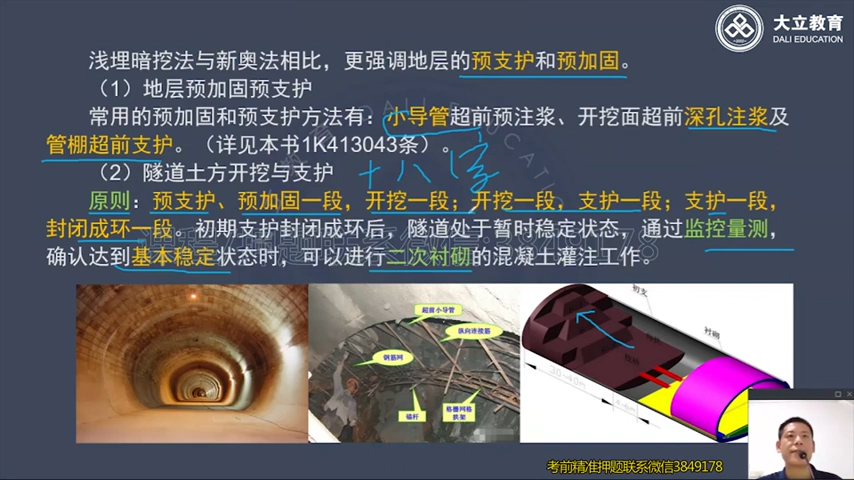 大立教育
DALI EDUCATION
浅埋暗挖法与新奥法相比，更强调地层的预支护和预加固。
（1）地层预加固预支护
常用的预加固和预支护方法有：小导管超前预注浆、开挖面超前深孔注浆及
管棚超前支护。（详见本书1K413043条）。
（2）隧道土方开挖与支护
十八字
原则：预支护、预加固一段，开挖一段；开挖一段，支护一段；支护一段，
封闭成环一段。初期支护封闭成环后，隧道处于暂时稳定状态，通过监控量测，
确认达到基本稳定状态时，可以进行二次衬砌的混凝土灌注工作。
超前小导管
纵向连接筋
钢筋网
锚杆
格栅钢格
拱架
初支
衬砌
30-40m
考前精准押题联系微信3849178